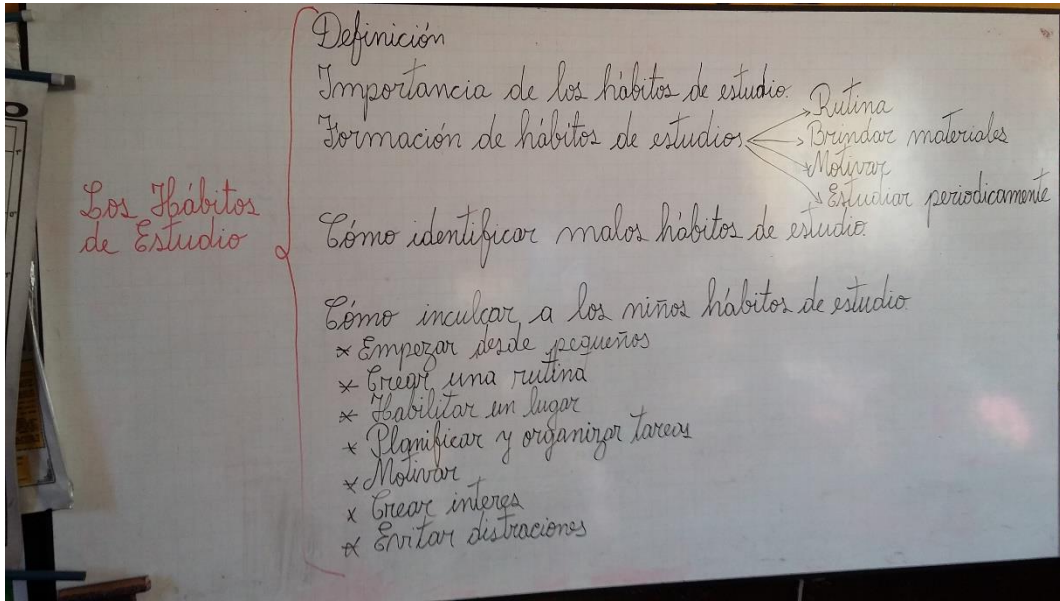 Los Hábitos
de Estudio
Definición
Importancia de los hábitos de estudio.
Formación de hábitos de estudios
Rutina
Brindar materiales
Motivar
Estudiar periodicamente
Cómo identificar malos hábitos de estudio.
Cómo inculcar a los niños hábitos de estudio.
* Empezar desde pequeños
* Crear una rutina
* Habilitar un lugar
* Planificar y organizar tareas
* Motivar
* Crear interes
* Evitar distraciones